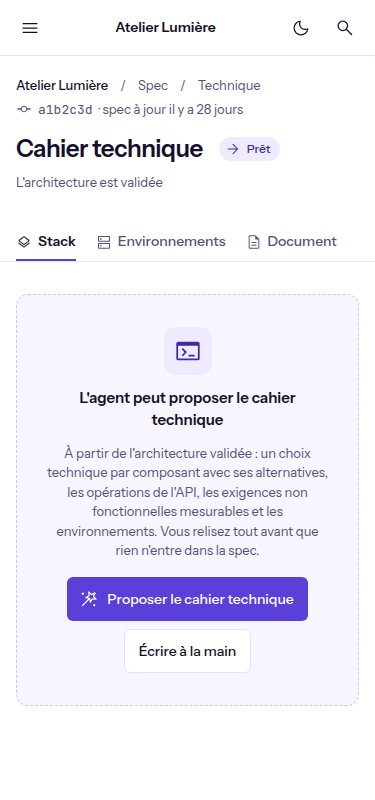 Atelier Lumière
Atelier Lumière / Spec / Technique
a1b2c3d · spec à jour il y a 28 jours
Cahier technique
Prêt
L'architecture est validée
Stack
Environnements
Document
L'agent peut proposer le cahier
technique
À partir de l'architecture validée : un choix
technique par composant avec ses alternatives,
les opérations de l'API, les exigences non
fonctionnelles mesurables et les
environnements. Vous relisez tout avant que
rien n'entre dans la spec.
Proposer le cahier technique
Écrire à la main